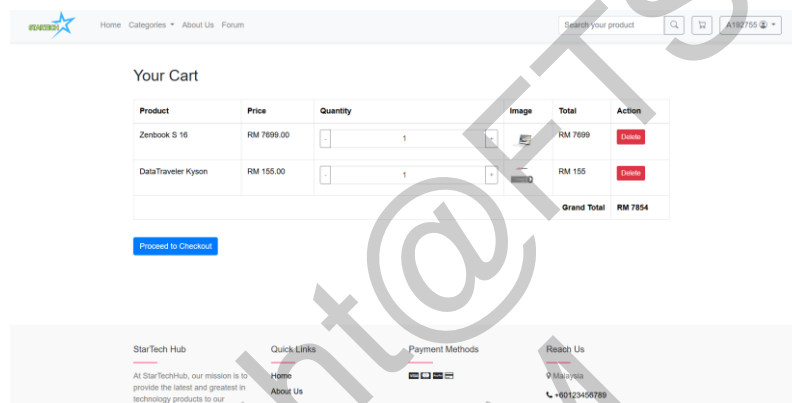 STARTECH
Home Categories About Us Forum Search your product A192755
Your Cart
Product Price Quantity Image Total Action
Zenbook S 16 RM 7699.00 - 1 + RM 7699 Delete
DataTraveler Kyson RM 155.00 - 1 + RM 155 Delete
Grand Total RM 7854
Proceed to Checkout
StarTech Hub Quick Links Payment Methods Reach Us
At StarTechHub, our mission is to Home Malaysia
provide the latest and greatest in About Us +60123456789
technology products to our
ht@FTS